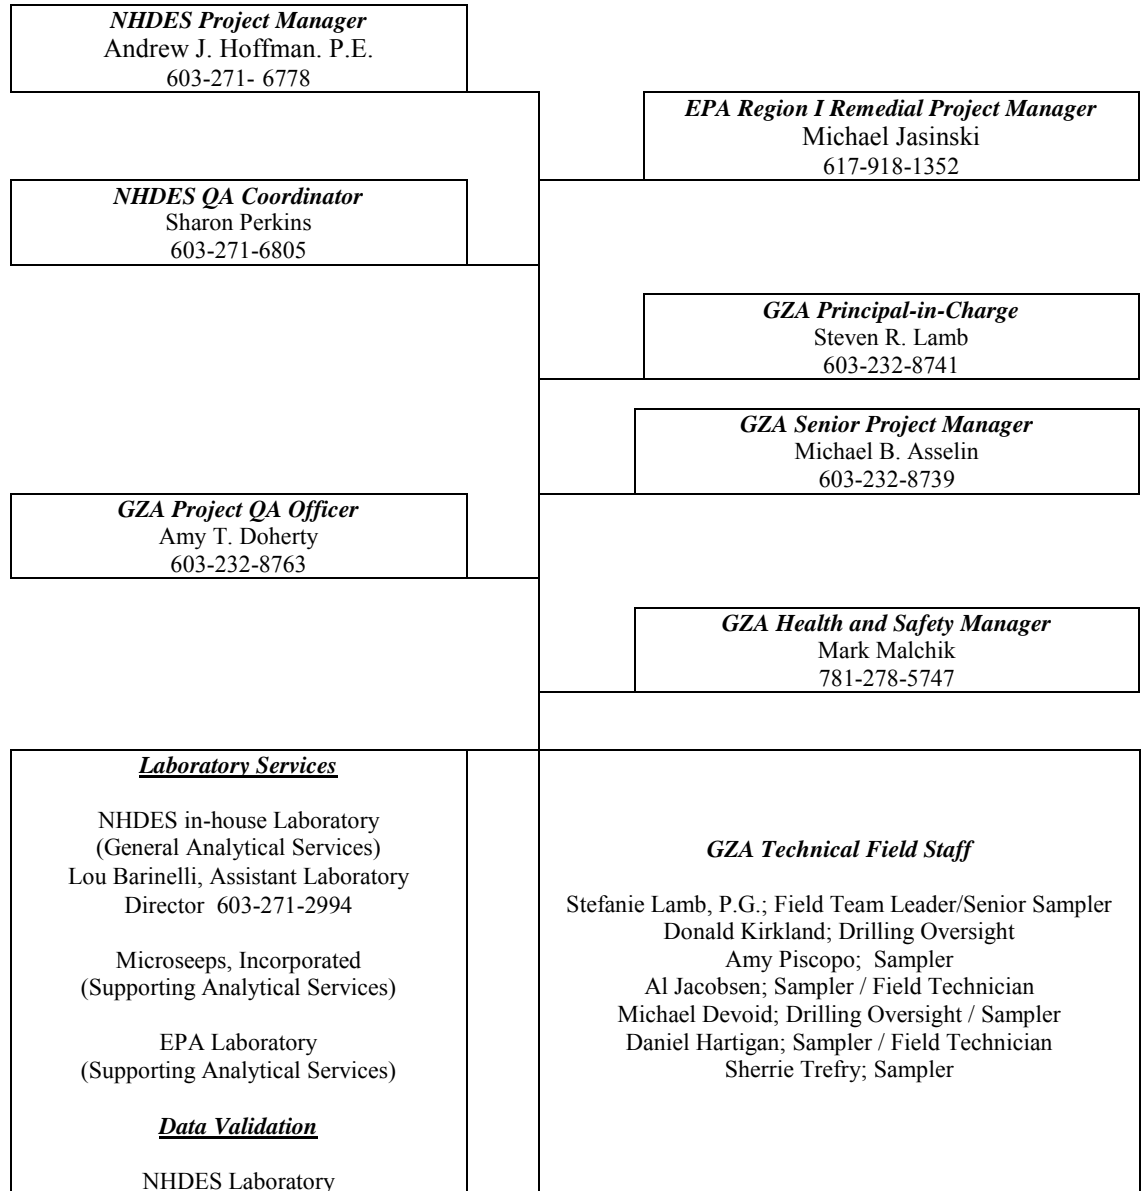 NHDES Project Manager
Andrew J. Hoffman. P.E.
603-271- 6778
EPA Region I Remedial Project Manager
Michael Jasinski
617-918-1352
NHDES QA Coordinator
Sharon Perkins
603-271-6805
GZA Principal-in-Charge
Steven R. Lamb
603-232-8741
GZA Senior Project Manager
Michael B. Asselin
603-232-8739
GZA Project QA Officer
Amy T. Doherty
603-232-8763
GZA Health and Safety Manager
Mark Malchik
781-278-5747
Laboratory Services
NHDES in-house Laboratory
(General Analytical Services)
Lou Barinelli, Assistant Laboratory
Director 603-271-2994
Microseeps, Incorporated
(Supporting Analytical Services)
EPA Laboratory
(Supporting Analytical Services)
Data Validation
NHDES Laboratory
GZA Technical Field Staff
Stefanie Lamb, P.G.; Field Team Leader/Senior Sampler
Donald Kirkland; Drilling Oversight
Amy Piscopo; Sampler
Al Jacobsen; Sampler / Field Technician
Michael Devoid; Drilling Oversight / Sampler
Daniel Hartigan; Sampler / Field Technician
Sherrie Trefry; Sampler